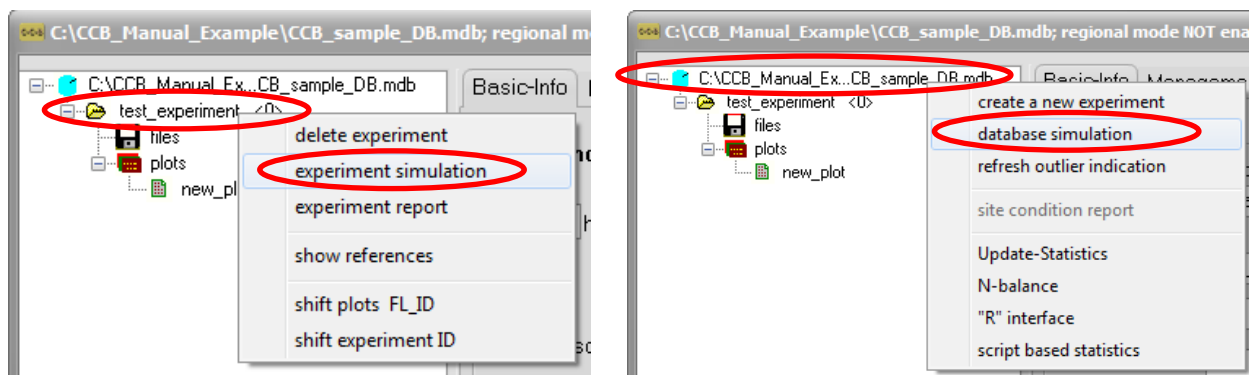 C:\CCB_Manual_Example\CCB_sample_DB.mdb; regional m
C:\CCB_Manual_Ex...CB_sample_DB.mdb
Basic-Info
test_experiment <0>
files
plots
new_pl
delete experiment
experiment simulation
experiment report
show references
shift plots FL_ID
shift experiment ID
C:\CCB_Manual_Example\CCB_sample_DB.mdb; regional mode NOT ena
C:\CCB_Manual_Ex...CB_sample_DB.mdb
Basic-Info Manageme
test_experiment <0>
files
plots
new_plot
create a new experiment
database simulation
refresh outlier indication
site condition report
Update-Statistics
N-balance
"R" interface
script based statistics